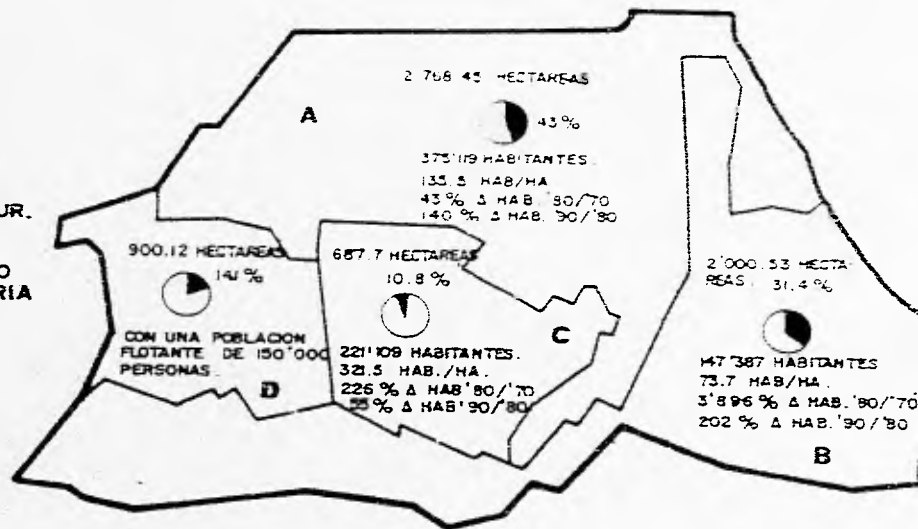 2 768.45 HECTAREAS
A
43 %
375'119 HABITANTES.
135.5 HAB/HA.
43 % Δ HAB. '80/'70
140 % Δ HAB. '90/'80
UR.
O
RIA
900.12 HECTAREAS
14.1 %
CON UNA POBLACION
FLOTANTE DE 150'000
PERSONAS.
D
687.7 HECTAREAS
10.8 %
C
221'109 HABITANTES.
321.5 HAB./HA.
226 % Δ HAB '80/'70
55 % Δ HAB '90/'80
2'000.53 HECTA-
REAS. 31.4 %
147'387 HABITANTES
73.7 HAB/HA.
3'896 % Δ HAB. '80/'70
202 % Δ HAB. '90/'80
B